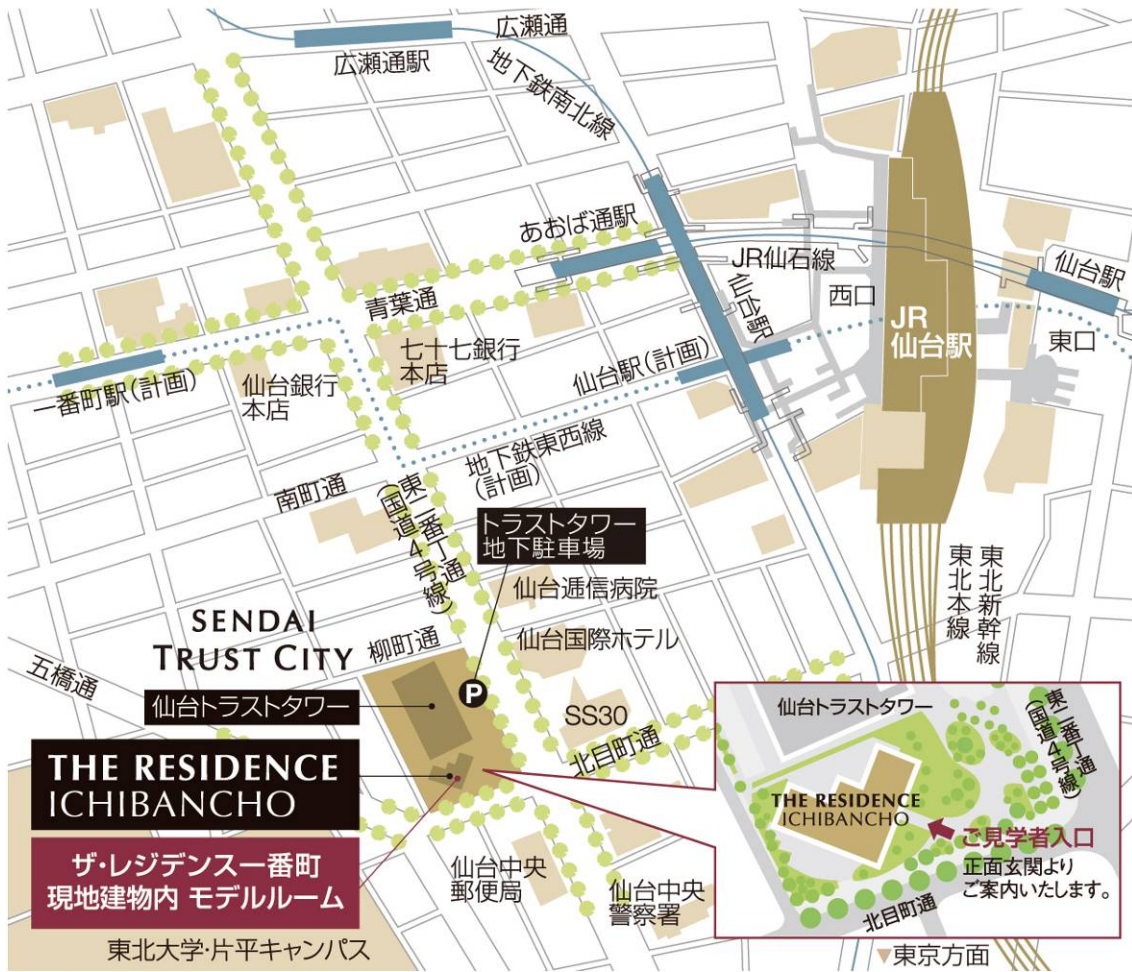 広瀬通
広瀬通駅
地下鉄南北線
あおば通駅
JR仙石線
仙台駅
仙台駅
西口
JR
仙台駅
東口
青葉通
七十七銀行
本店
仙台駅(計画)
一番町駅(計画)
仙台銀行
本店
地下鉄東西線
(計画)
南町通
東二番丁通
(国道4号線)
トラストタワー
地下駐車場
仙台逓信病院
東北新幹線
東北本線
SENDAI
TRUST CITY
柳町通
仙台国際ホテル
五橋通
P
仙台トラストタワー
SS30
北目町通
THE RESIDENCE
ICHIBANCHO
ザ・レジデンス一番町
現地建物内 モデルルーム
仙台中央
郵便局
仙台中央
警察署
東北大学・片平キャンパス
仙台トラストタワー
東二番丁通
(国道4号線)
THE RESIDENCE
ICHIBANCHO
ご見学者入口
正面玄関より
ご案内いたします。
北目町通
▼東京方面